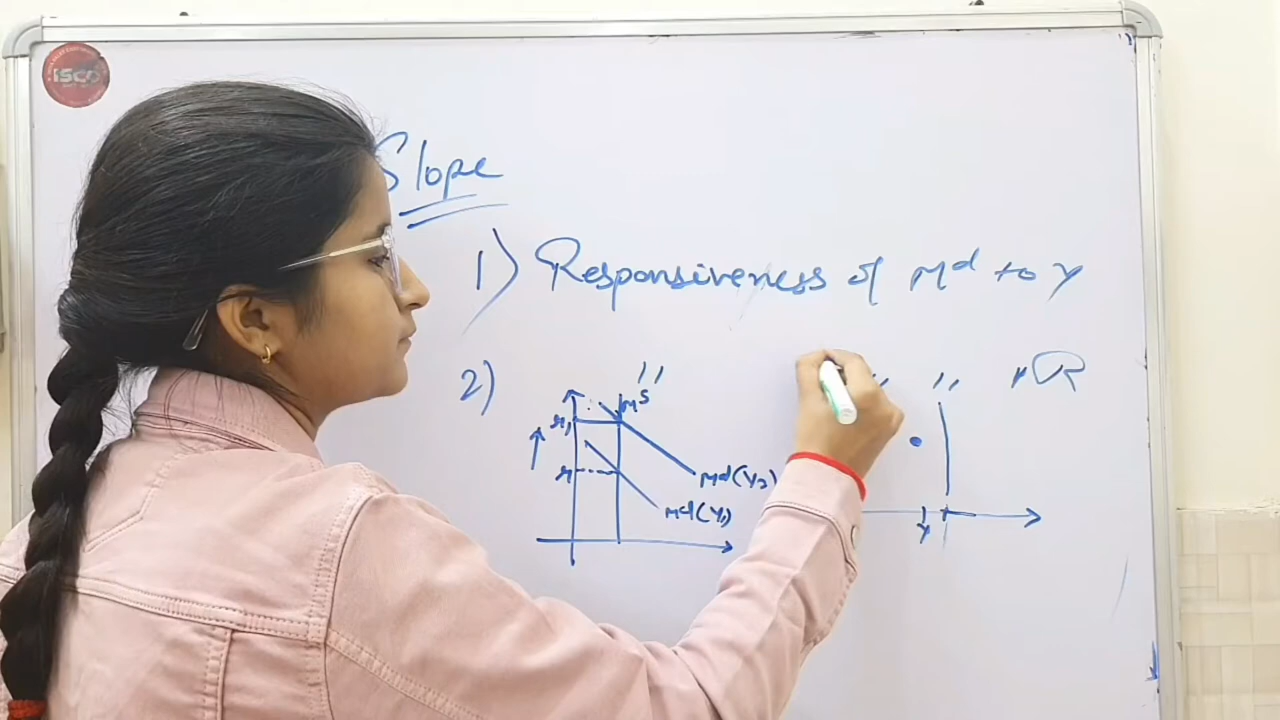 ISCO
Slope
1) Responsiveness of Md to Y
2) " " " R
Ms
r1
r
Md(Y2)
Md(Y1)
Y